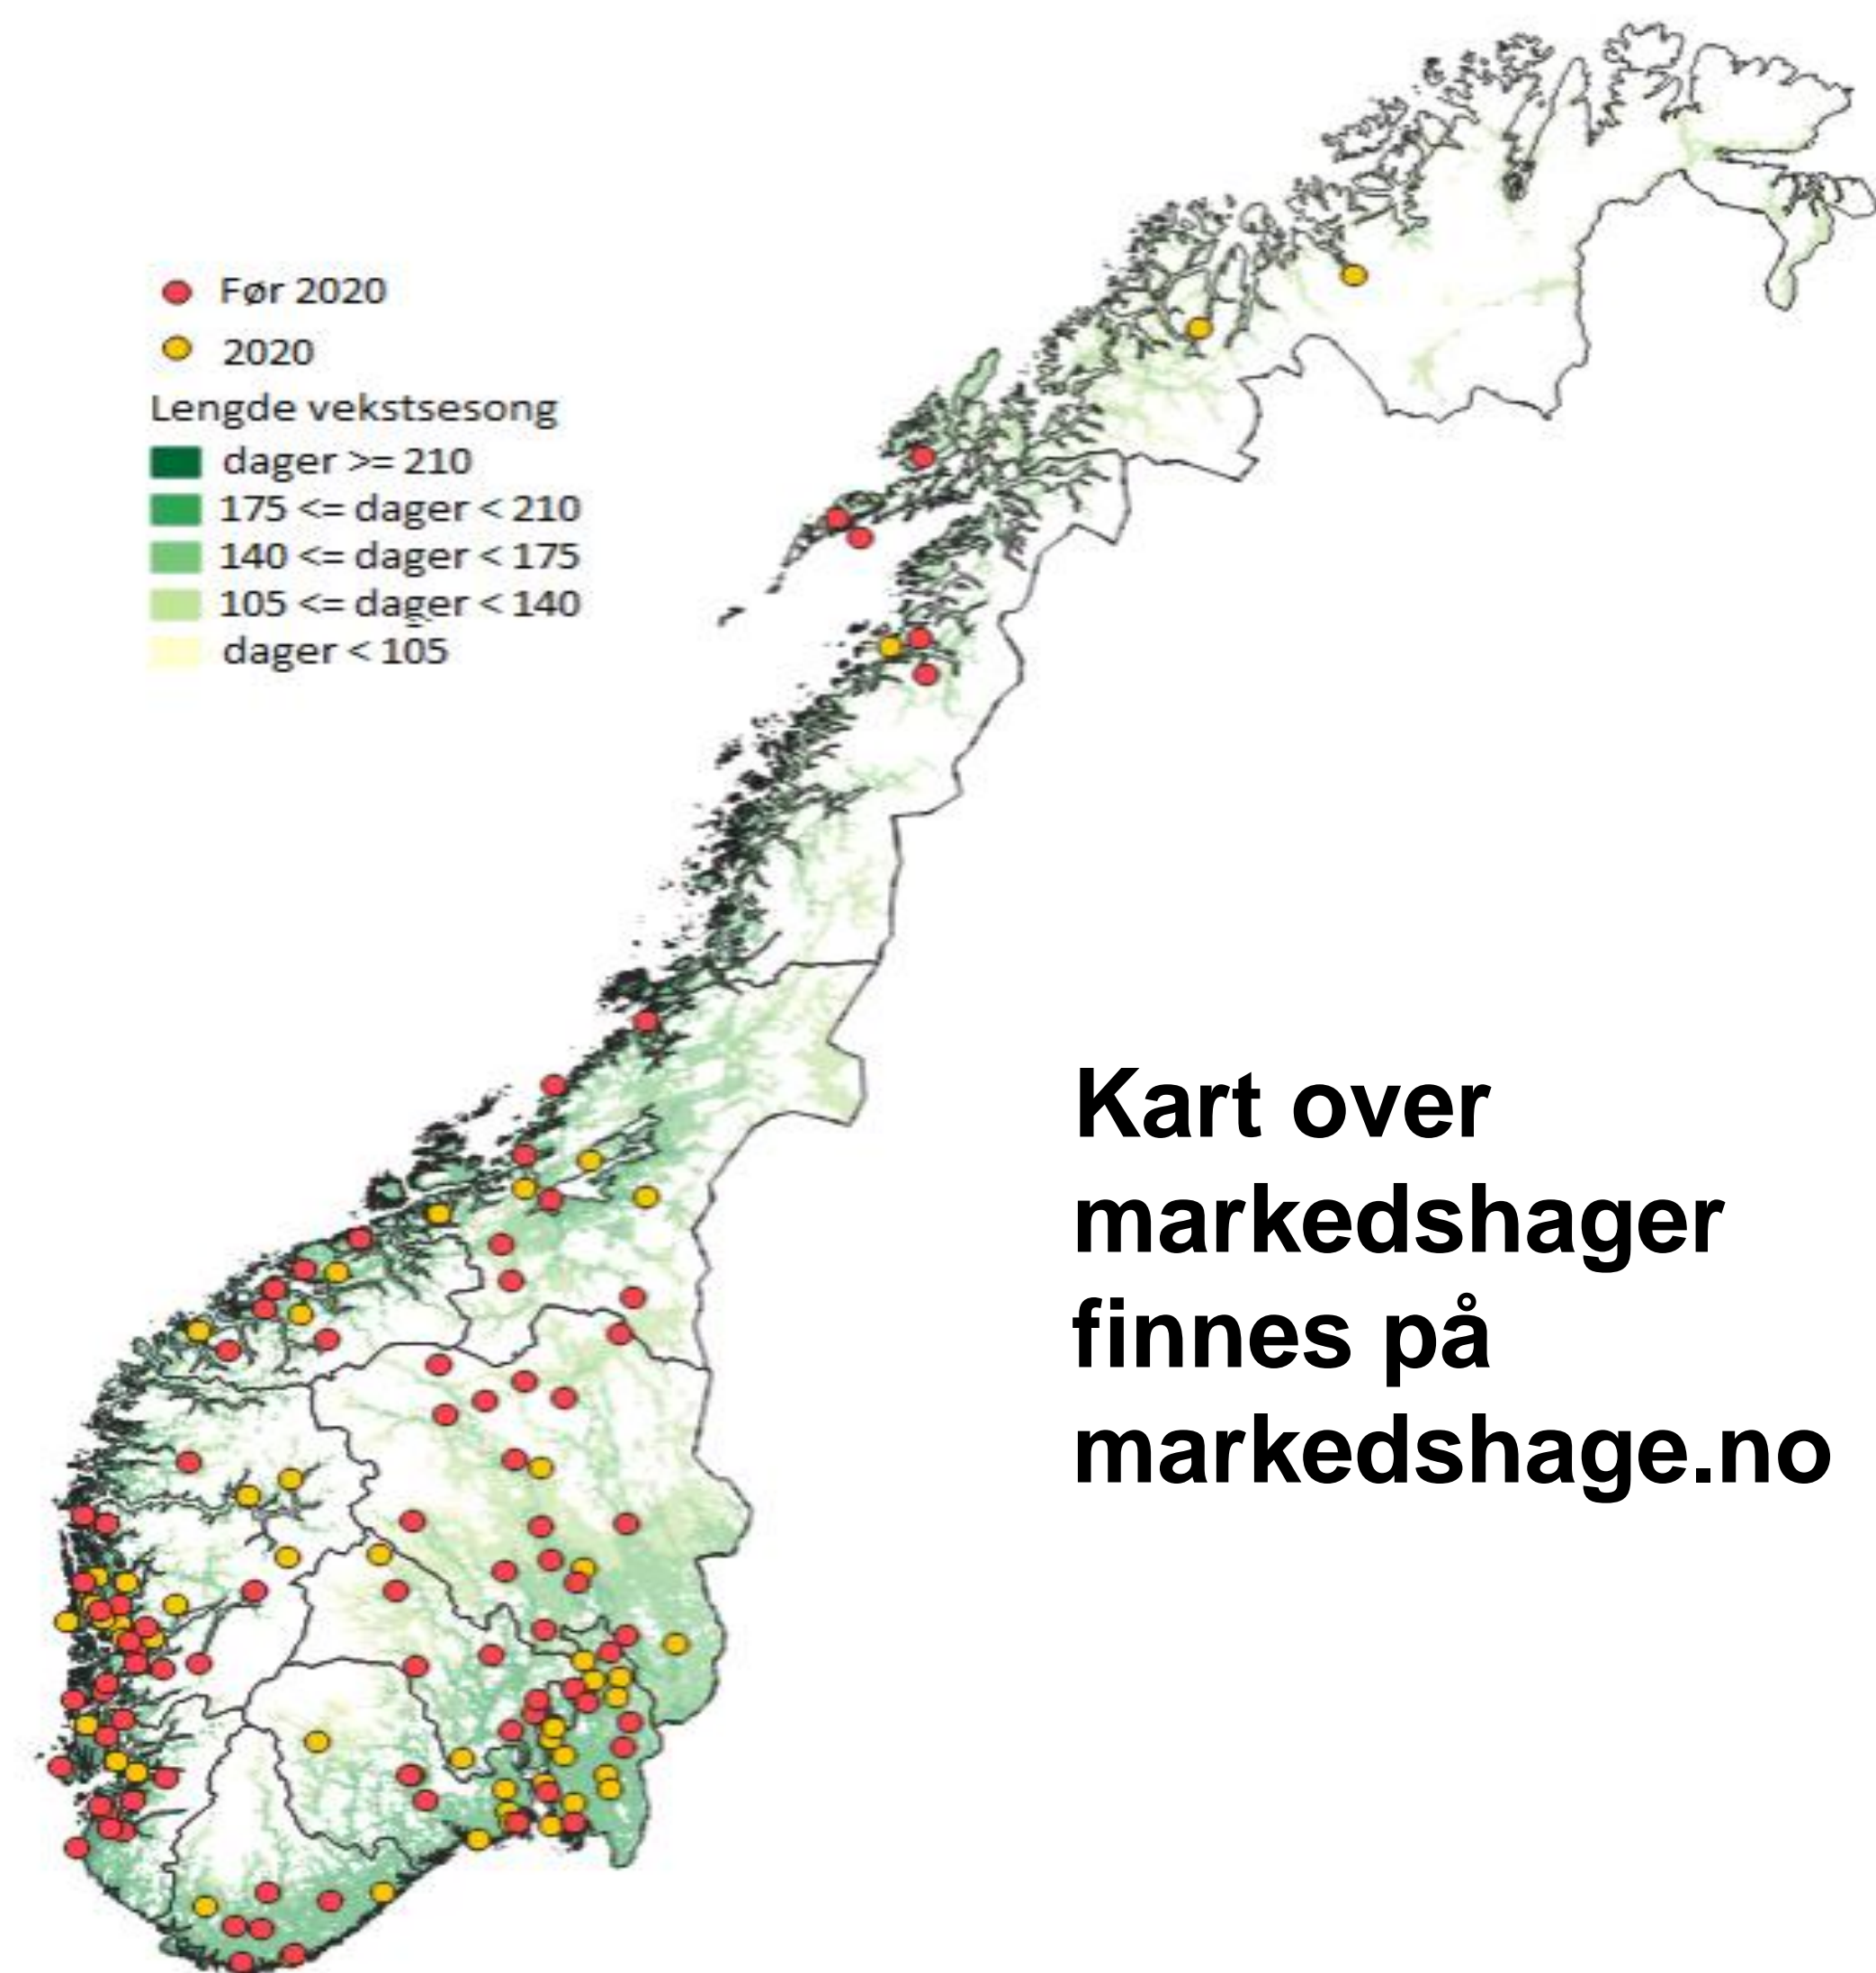 Før 2020
2020
Lengde vekstsesong
dager >= 210
175 <= dager < 210
140 <= dager < 175
105 <= dager < 140
dager < 105
Kart over
markedshager
finnes på
markedshage.no